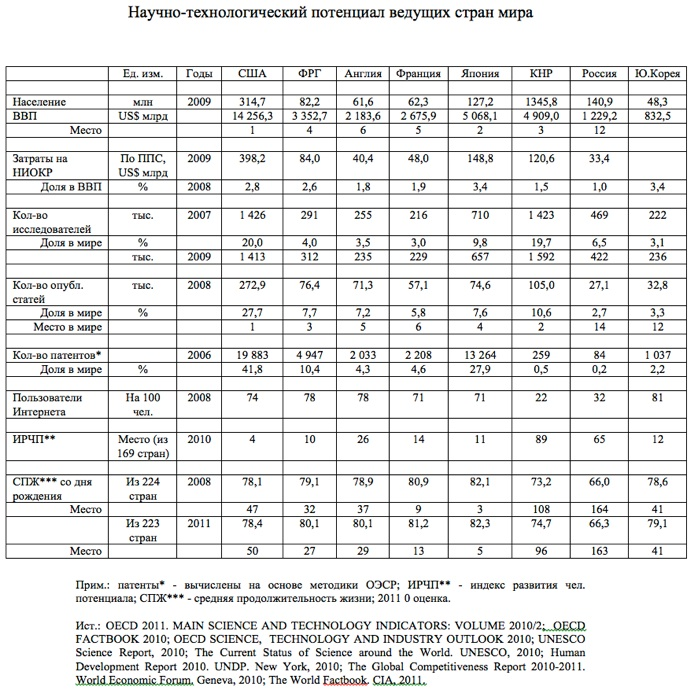 Научно-технологический потенциал ведущих стран мира
Ед. изм. Годы США ФРГ Англия Франция Япония КНР Россия Ю.Корея
Население млн 2009 314,7 82,2 61,6 62,3 127,2 1345,8 140,9 48,3
ВВП US$ млрд 14 256,3 3 352,7 2 183,6 2 675,9 5 068,1 4 909,0 1 229,2 832,5
Место 1 4 6 5 2 3 12
Затраты на По ППС, 2009 398,2 84,0 40,4 48,0 148,8 120,6 33,4
НИОКР US$ млрд
Доля в ВВП % 2008 2,8 2,6 1,8 1,9 3,4 1,5 1,0 3,4
Кол-во тыс. 2007 1 426 291 255 216 710 1 423 469 222
исследователей
Доля в мире % 20,0 4,0 3,5 3,0 9,8 19,7 6,5 3,1
тыс. 2009 1 413 312 235 229 657 1 592 422 236
Кол-во опубл. тыс. 2008 272,9 76,4 71,3 57,1 74,6 105,0 27,1 32,8
статей
Доля в мире % 27,7 7,7 7,2 5,8 7,6 10,6 2,7 3,3
Место в мире 1 3 5 6 4 2 14 12
Кол-во патентов* 2006 19 883 4 947 2 033 2 208 13 264 259 84 1 037
Доля в мире % 41,8 10,4 4,3 4,6 27,9 0,5 0,2 2,2
Пользователи На 100 2008 74 78 78 71 71 22 32 81
Интернета чел.
ИРЧП** Место (из 2010 4 10 26 14 11 89 65 12
169 стран)
СПЖ*** со дня Из 224 2008 78,1 79,1 78,9 80,9 82,1 73,2 66,0 78,6
рождения стран
Место 47 32 37 9 3 108 164 41
Из 223 2011 78,4 80,1 80,1 81,2 82,3 74,7 66,3 79,1
стран
Место 50 27 29 13 5 96 163 41
Прим.: патенты* - вычислены на основе методики ОЭСР; ИРЧП** - индекс развития чел.
потенциала; СПЖ*** - средняя продолжительность жизни; 2011 0 оценка.
Ист.: OECD 2011. MAIN SCIENCE AND TECHNOLOGY INDICATORS: VOLUME 2010/2; OECD
FACTBOOK 2010; OECD SCIENCE, TECHNOLOGY AND INDUSTRY OUTLOOK 2010; UNESCO
Science Report, 2010; The Current Status of Science around the World. UNESCO, 2010; Human
Development Report 2010. UNDP. New York, 2010; The Global Competitiveness Report 2010-2011.
World Economic Forum. Geneva, 2010; The World Factbook. CIA, 2011.